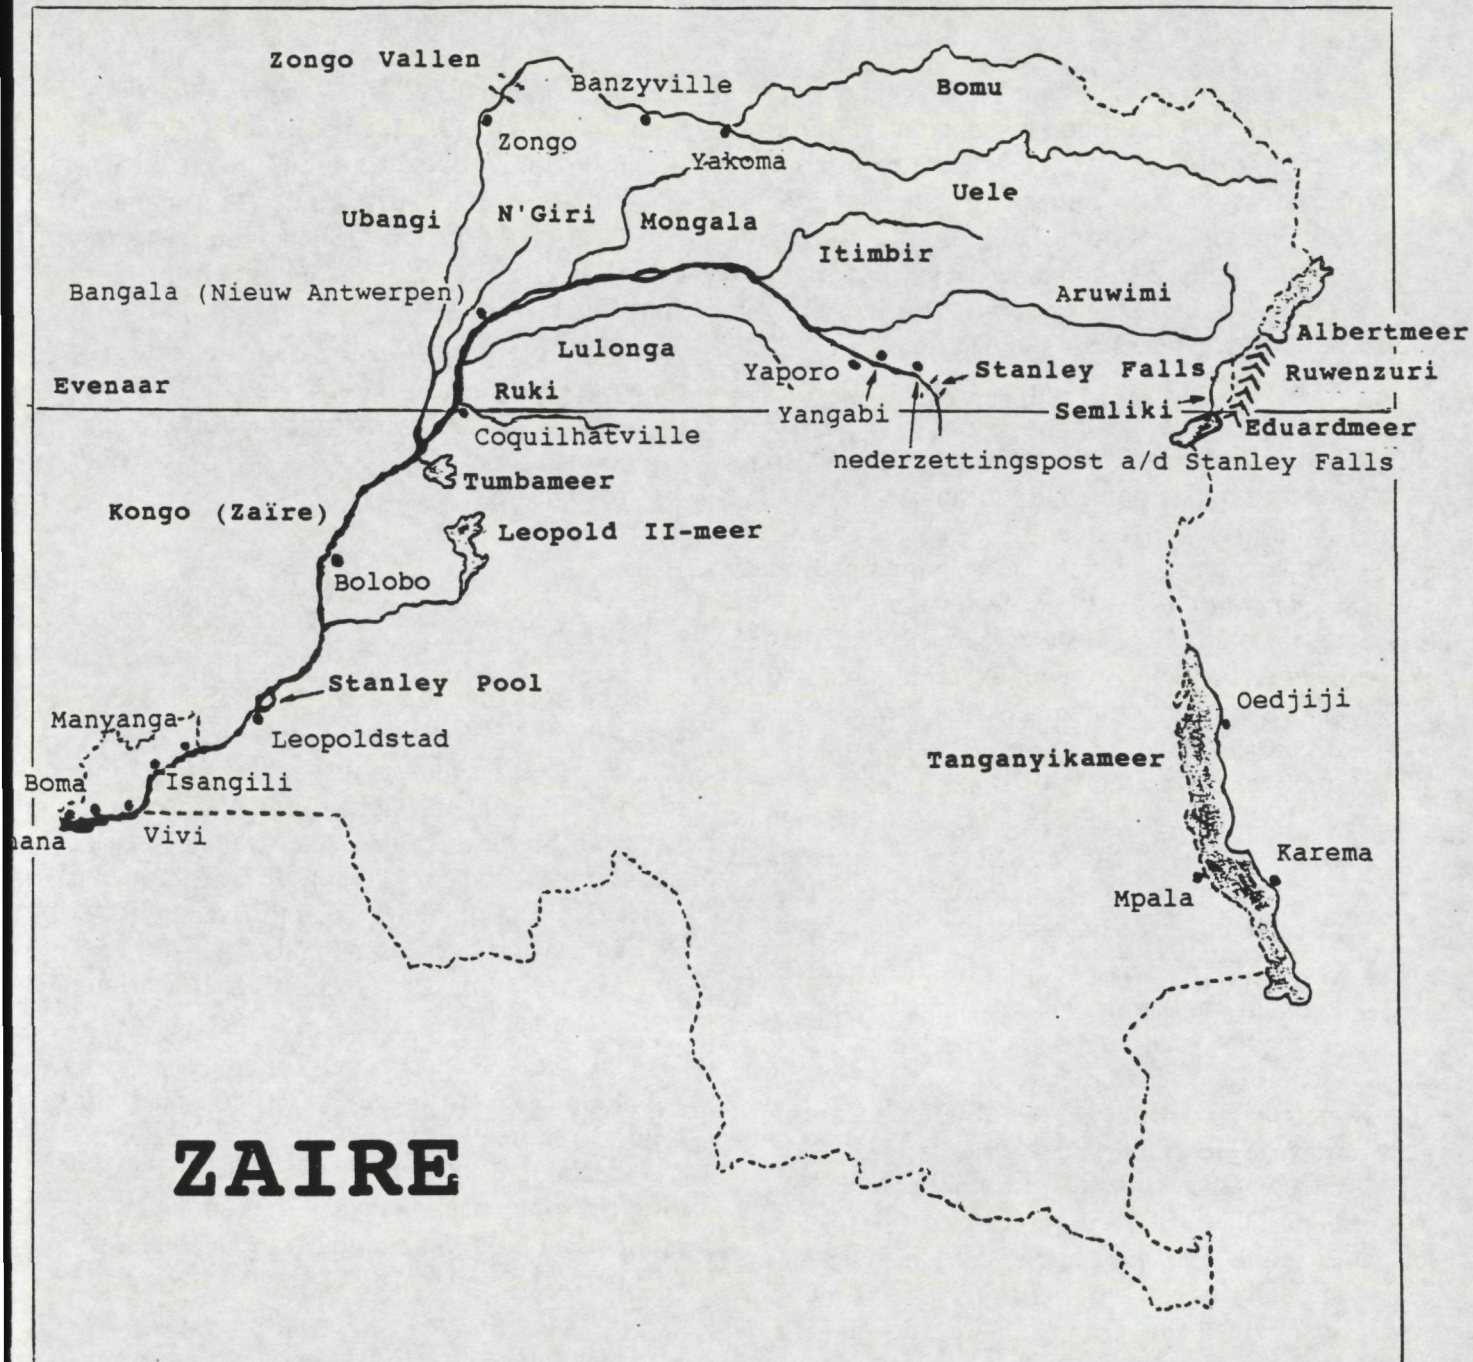 Zongo Vallen
Banzyville
Bomu
Zongo
Yakoma
Uele
Ubangi
N'Giri
Mongala
Itimbir
Bangala (Nieuw Antwerpen)
Aruwimi
Albertmeer
Lulonga
Yaporo
Stanley Falls
Ruwenzuri
Evenaar
Ruki
Yangabi
Semliki
Eduardmeer
Coquilhatville
nederzettingspost a/d Stanley Falls
Tumbameer
Kongo (Zaïre)
Leopold II-meer
Bolobo
Stanley Pool
Oedjiji
Manyanga
Leopoldstad
Tanganyikameer
Boma
Isangili
Vivi
ana
Karema
Mpala
ZAIRE